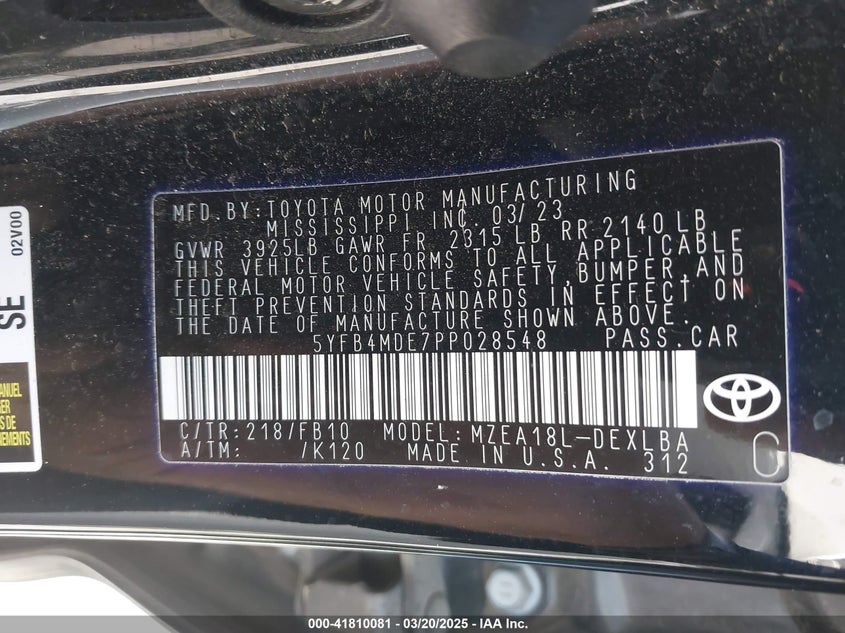 MFD.BY:TOYOTA MOTOR MANUFACTURING
MISSISSIPPI INC. 03/23
GVWR 3925LB GAWR FR 2315 LB RR 2140 LB
THIS VEHICLE CONFORMS TO ALL APPLICABLE
FEDERAL MOTOR VEHICLE SAFETY,BUMPER,AND
THEFT PREVENTION STANDARDS IN EFFECT ON
THE DATE OF MANUFACTURE SHOWN ABOVE.
5YFB4MDE7PP028548 PASS.CAR
C/TR:218/FB10 MODEL:MZEA18L-DEXLBA
A/TM: /K120 MADE IN U.S.A. 312
C
02V00
SE
Manual
S DE
000-41810081 - 03/20/2025 - IAA Inc.